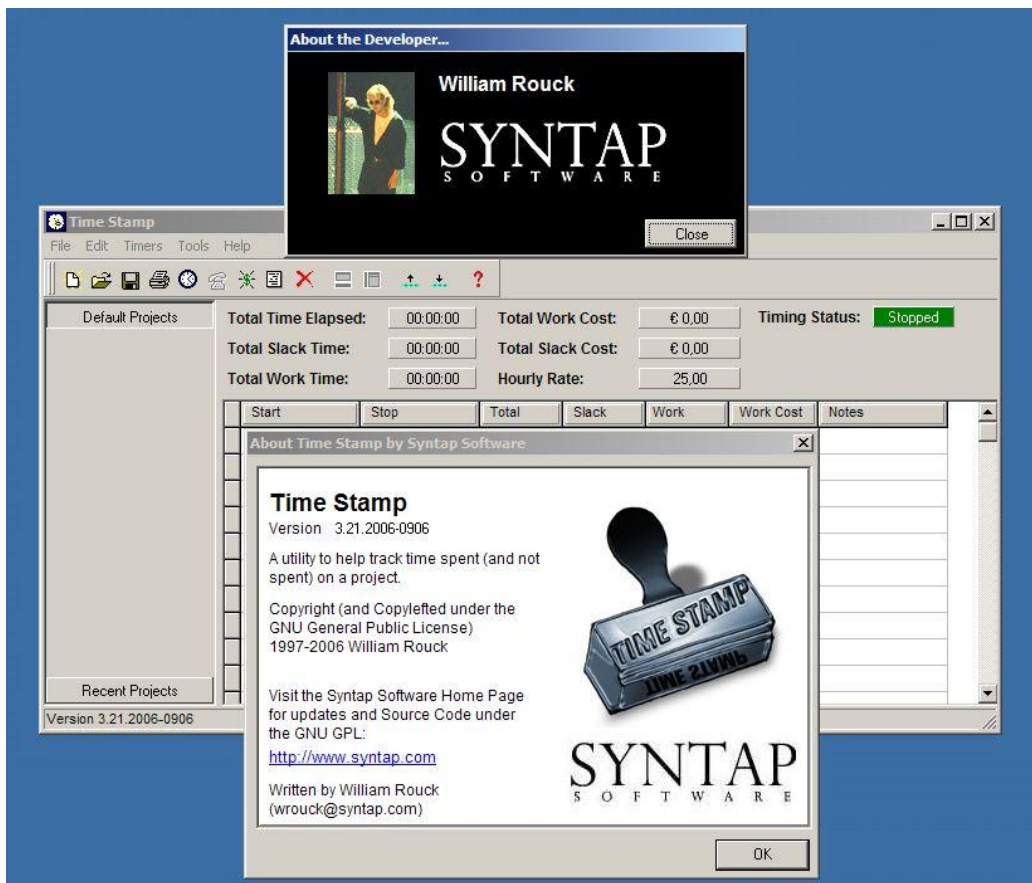 About the Developer...
William Rouck
SYNTAP
SOFTWARE
Close
Time Stamp
File Edit Timers Tools Help
?
Default Projects
Total Time Elapsed: 00:00:00 Total Work Cost: € 0,00 Timing Status: Stopped
Total Slack Time: 00:00:00 Total Slack Cost: € 0,00
Total Work Time: 00:00:00 Hourly Rate: 25,00
Start Stop Total Slack Work Work Cost Notes
About Time Stamp by Syntap Software
Time Stamp
Version 3.21.2006-0906
A utility to help track time spent (and not
spent) on a project.
Copyright (and Copylefted under the
GNU General Public License)
1997-2006 William Rouck
Visit the Syntap Software Home Page
for updates and Source Code under
the GNU GPL:
http://www.syntap.com
Written by William Rouck
(wrouck@syntap.com)
TIME STAMP
TIME STAMP
SYNTAP
SOFTWARE
OK
Recent Projects
Version 3.21.2006-0906